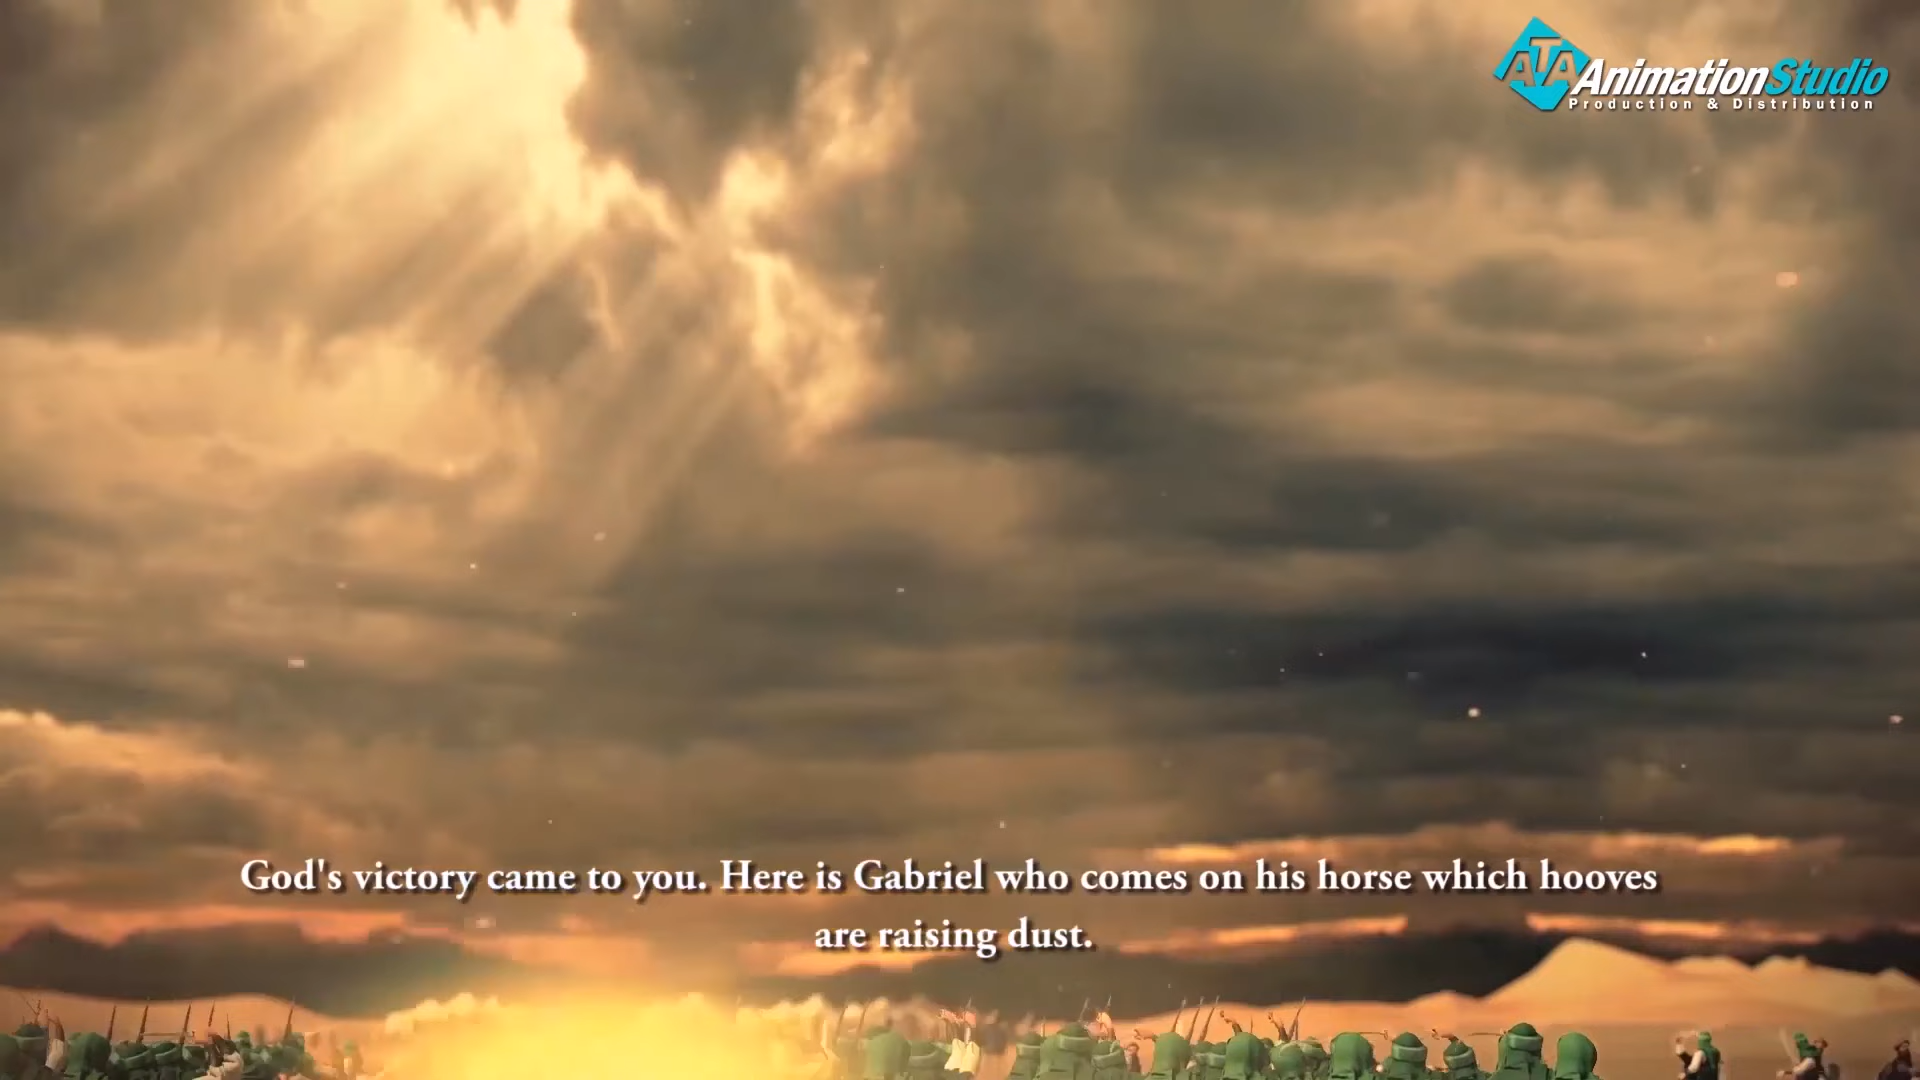 ATA AnimationStudio
Production & Distribution
God's victory came to you. Here is Gabriel who comes on his horse which hooves
are raising dust.